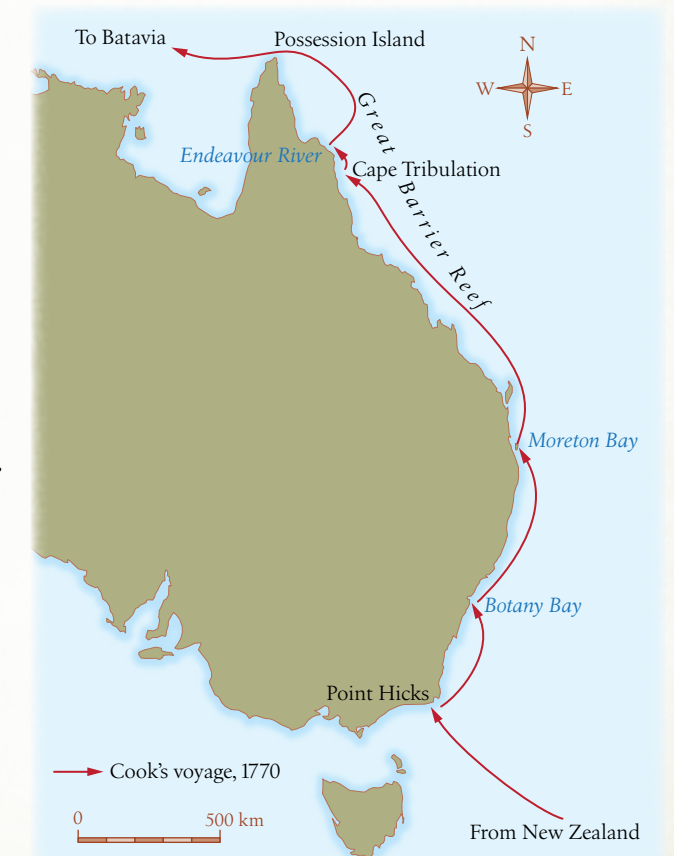 To Batavia
Possession Island
N
W
E
S
Great Barrier Reef
Endeavour River
Cape Tribulation
Moreton Bay
Botany Bay
Point Hicks
Cook's voyage, 1770
0
500 km
From New Zealand